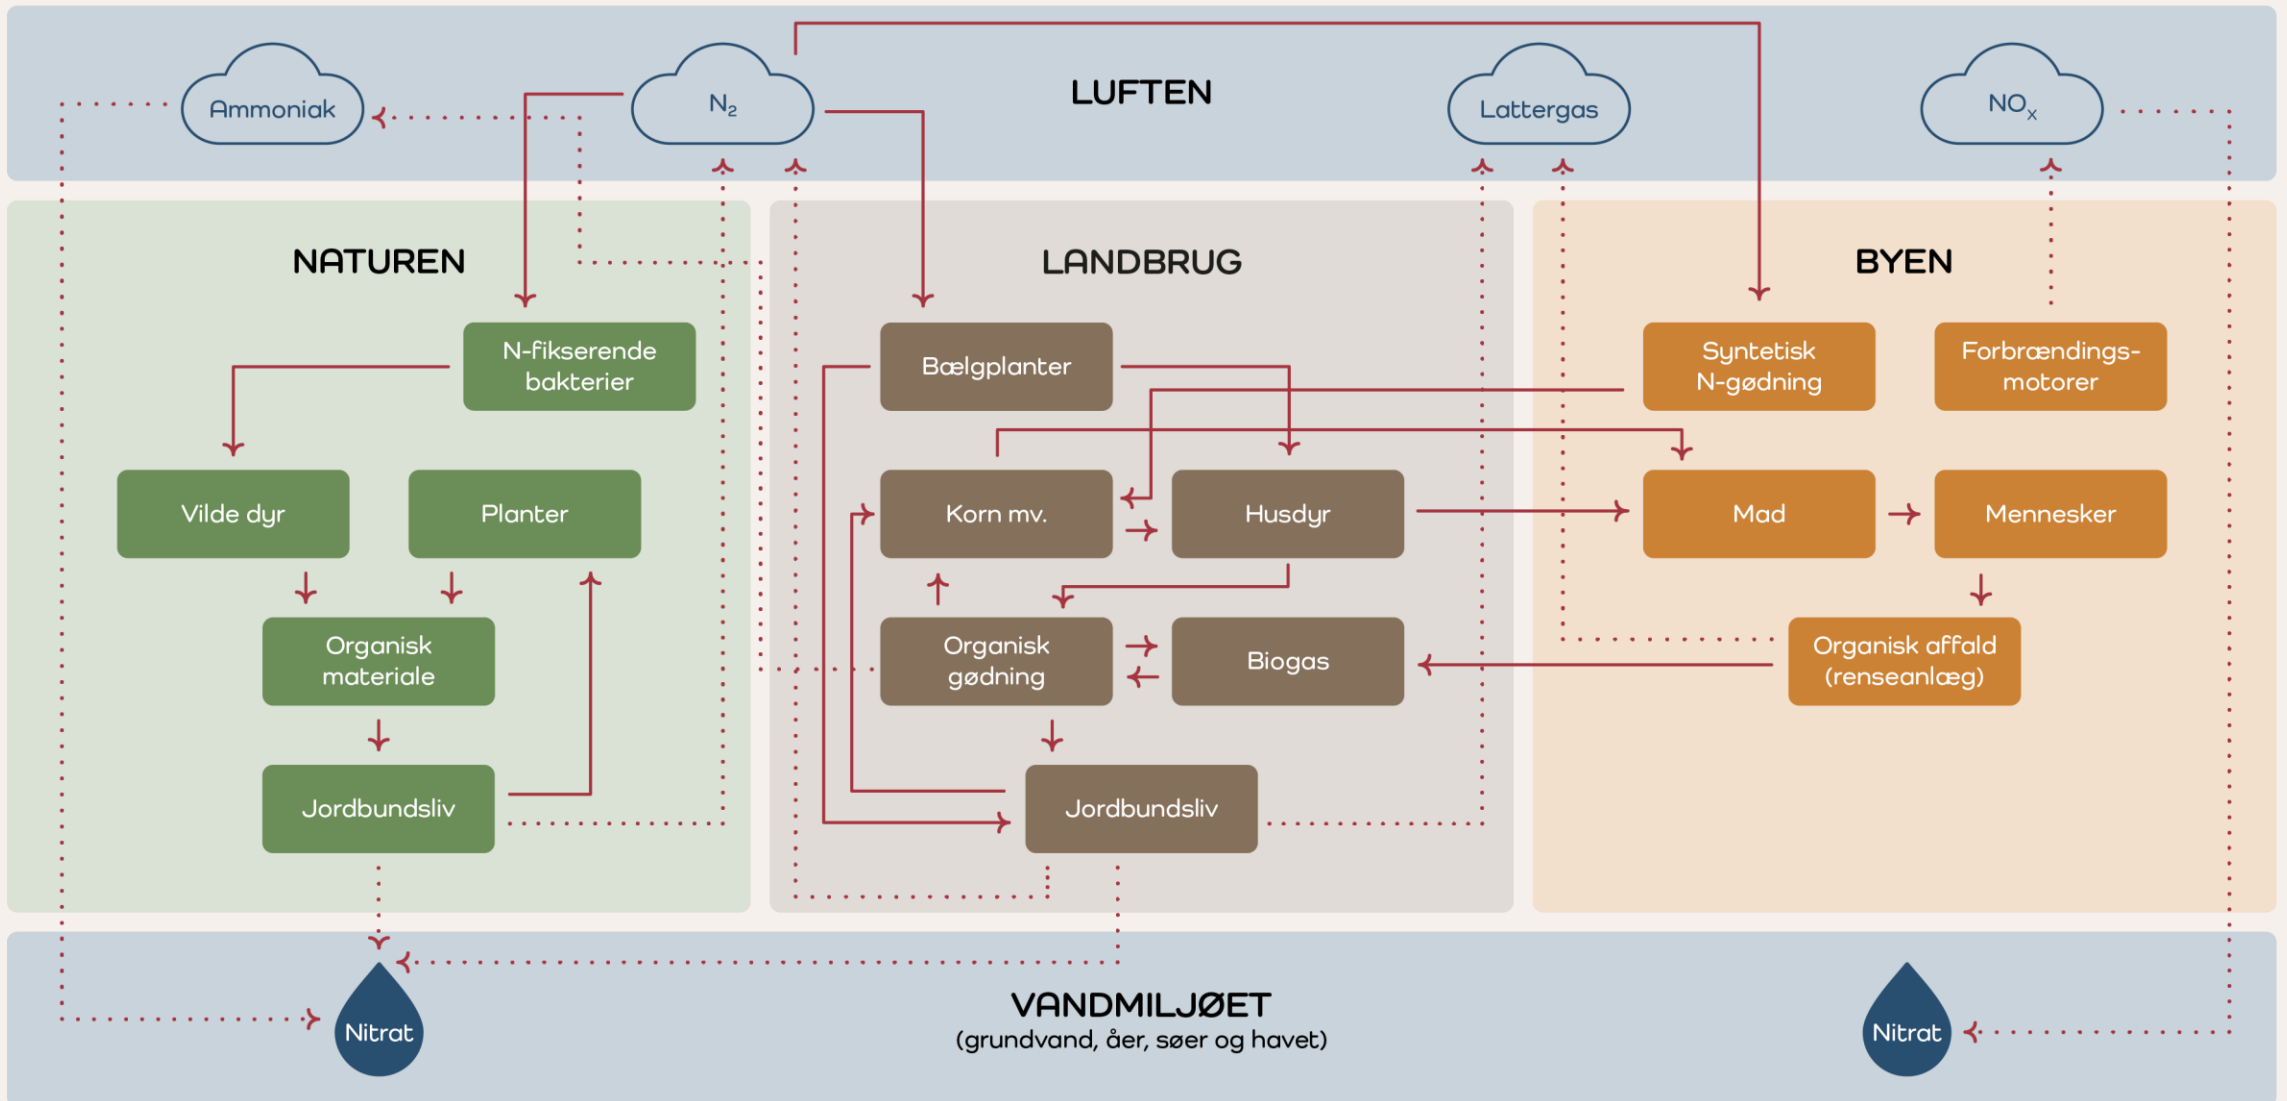 LUFTEN
Ammoniak
N₂
Lattergas
NOₓ
NATUREN
N-fikserende
bakterier
Vilde dyr
Planter
Organisk
materiale
Jordbundsliv
LANDBRUG
Bælgplanter
Korn mv.
Husdyr
Organisk
gødning
Biogas
Jordbundsliv
BYEN
Syntetisk
N-gødning
Forbrændings-
motorer
Mad
Mennesker
Organisk affald
(renseanlæg)
Nitrat
VANDMILJØET
(grundvand, åer, søer og havet)
Nitrat